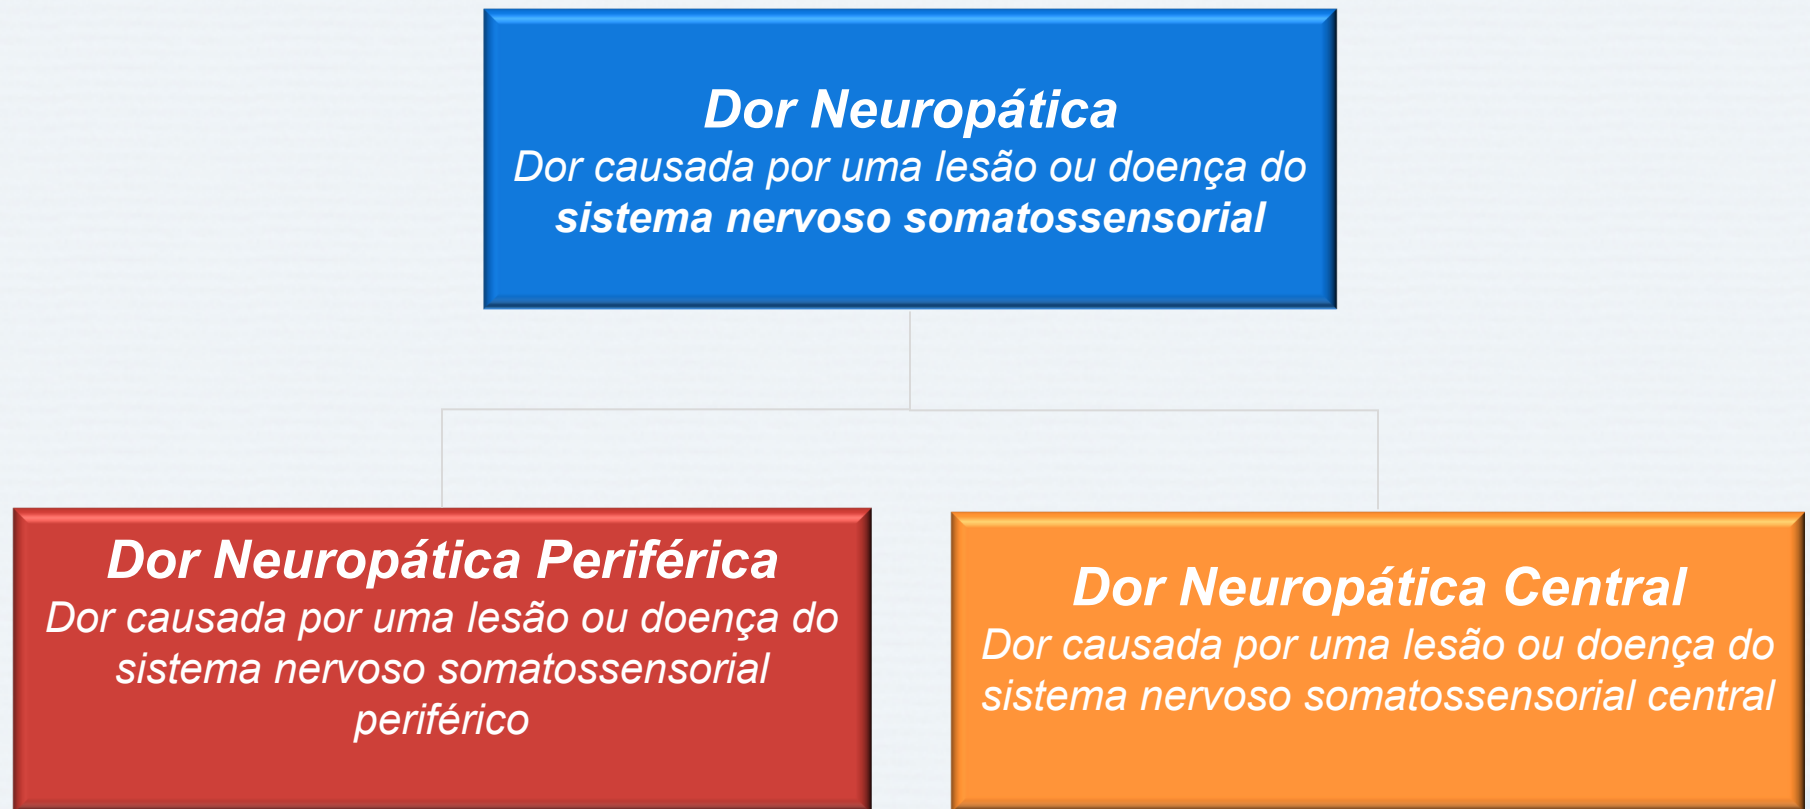 Dor Neuropática
Dor causada por uma lesão ou doença do
sistema nervoso somatossensorial
Dor Neuropática Periférica
Dor causada por uma lesão ou doença do
sistema nervoso somatossensorial
periférico
Dor Neuropática Central
Dor causada por uma lesão ou doença do
sistema nervoso somatossensorial central